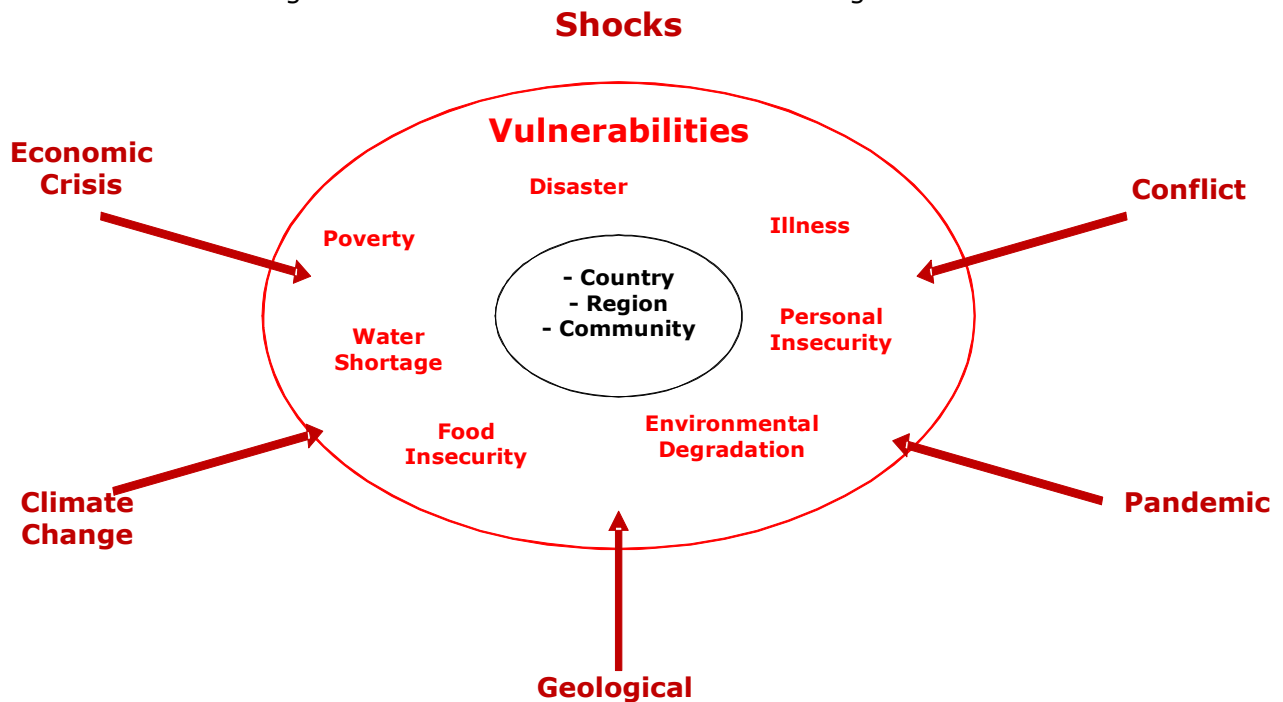 Shocks
Vulnerabilities
Economic
Crisis
Disaster
Conflict
Illness
Poverty
- Country
- Region
- Community
Personal
Insecurity
Water
Shortage
Environmental
Degradation
Food
Insecurity
Climate
Change
Pandemic
Geological